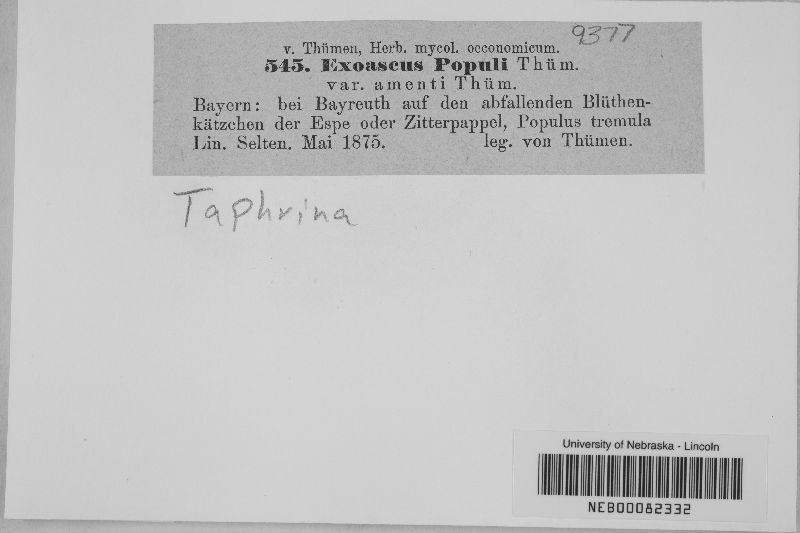 9377
v. Thümen, Herb. mycol. oeconomicum.
545. Exoascus Populi Thüm.
var. amenti Thüm.
Bayern: bei Bayreuth auf den abfallenden Blüthen-
kätzchen der Espe oder Zitterpappel, Populus tremula
Lin. Selten. Mai 1875. leg. von Thümen.
Taphrina
University of Nebraska - Lincoln
NEB00082332